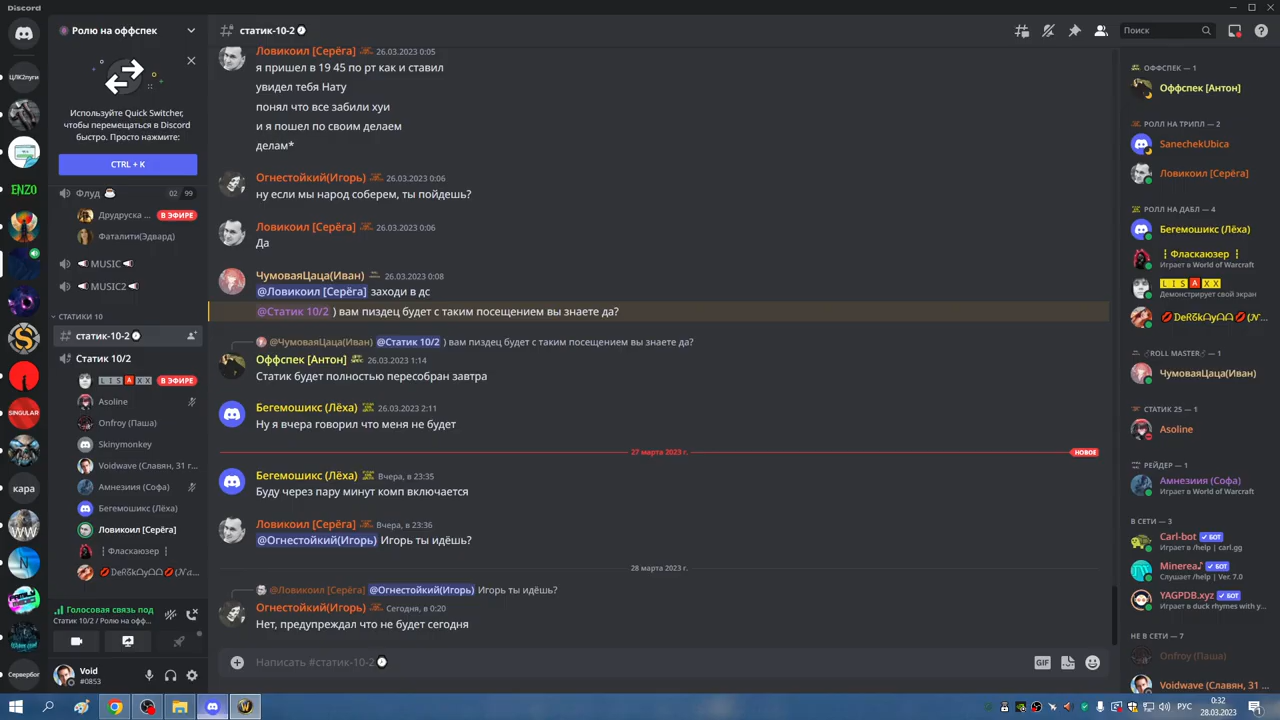 Discord
Ролю на оффспек
статик-10-2
Поиск
Используйте Quick Switcher,
чтобы перемещаться в Discord
быстро. Просто нажмите:
CTRL + K
ЦЛК2пуги
ENZO
SINGULAR
кара
WW
N
Сервербог
Флуд
02 99
Друдруска ...
В ЭФИРЕ
Фаталити(Эдвард)
MUSIC
MUSIC2
СТАТИКИ 10
статик-10-2
Статик 10/2
L I S A X X
В ЭФИРЕ
Asoline
Onfroy (Паша)
Skinymonkey
Voidwave (Славян, 31 г...
Амнезиия (Софа)
Бегемошикс (Лёха)
Ловикоил [Серёга]
┊Фласкаюзер ┊
Голосовая связь под
Статик 10/2 / Ролю на офф...
Void
#0853
Ловикоил [Серёга] 26.03.2023 0:05
я пришел в 19 45 по рт как и ставил
увидел тебя Нату
понял что все забили хуи
и я пошел по своим делаем
делам*
Огнестойкий(Игорь) 26.03.2023 0:06
ну если мы народ соберем, ты пойдешь?
Ловикоил [Серёга] 26.03.2023 0:06
Да
ЧумоваяЦаца(Иван) 26.03.2023 0:08
@Ловикоил [Серёга] заходи в дс
@Статик 10/2 ) вам пиздец будет с таким посещением вы знаете да?
@ЧумоваяЦаца(Иван) @Статик 10/2 ) вам пиздец будет с таким посещением вы знаете да?
Оффспек [Антон] 26.03.2023 1:14
Статик будет полностью пересобран завтра
Бегемошикс (Лёха) 26.03.2023 2:11
Ну я вчера говорил что меня не будет
27 марта 2023 г.
НОВОЕ
Бегемошикс (Лёха) Вчера, в 23:35
Буду через пару минут комп включается
Ловикоил [Серёга] Вчера, в 23:36
@Огнестойкий(Игорь) Игорь ты идёшь?
28 марта 2023 г.
@Ловикоил [Серёга] @Огнестойкий(Игорь) Игорь ты идёшь?
Огнестойкий(Игорь) Сегодня, в 0:20
Нет, предупреждал что не будет сегодня
Написать #статик-10-2
GIF
ОФФСПЕК — 1
Оффспек [Антон]
РОЛЛ НА ТРИПЛ — 2
SanechekUbica
Ловикоил [Серёга]
РОЛЛ НА ДАБЛ — 4
Бегемошикс (Лёха)
┊Фласкаюзер ┊
Играет в World of Warcraft
L I S A X X
Демонстрирует свой экран
ROLL MASTER — 1
ЧумоваяЦаца(Иван)
СТАТИК 25 — 1
Asoline
РЕЙДЕР — 1
Амнезиия (Софа)
Играет в World of Warcraft
В СЕТИ — 3
Carl-bot ✓ БОТ
Играет в /help | carl.gg
Minerea♪ ✓ БОТ
Слушает /help | Ver. 7.0
YAGPDB.xyz ✓ БОТ
Играет в duck rhymes with y...
НЕ В СЕТИ — 7
Onfroy (Паша)
Voidwave (Славян, 31 ...
РУС
0:32
28.03.2023